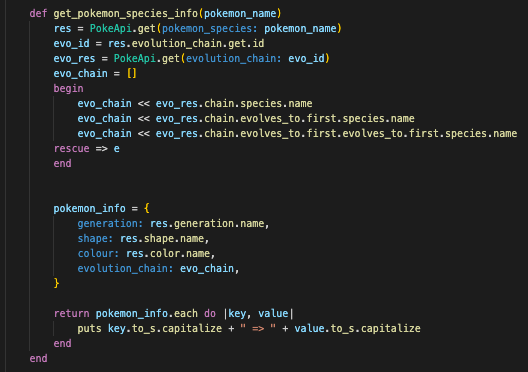 def get_pokemon_species_info(pokemon_name)
    res = PokeApi.get(pokemon_species: pokemon_name)
    evo_id = res.evolution_chain.get.id
    evo_res = PokeApi.get(evolution_chain: evo_id)
    evo_chain = []
    begin
        evo_chain << evo_res.chain.species.name
        evo_chain << evo_res.chain.evolves_to.first.species.name
        evo_chain << evo_res.chain.evolves_to.first.evolves_to.first.species.name
    rescue => e
    end
    pokemon_info = {
        generation: res.generation.name,
        shape: res.shape.name,
        colour: res.color.name,
        evolution_chain: evo_chain,
    }
    return pokemon_info.each do |key, value|
        puts key.to_s.capitalize + " => " + value.to_s.capitalize
    end
end